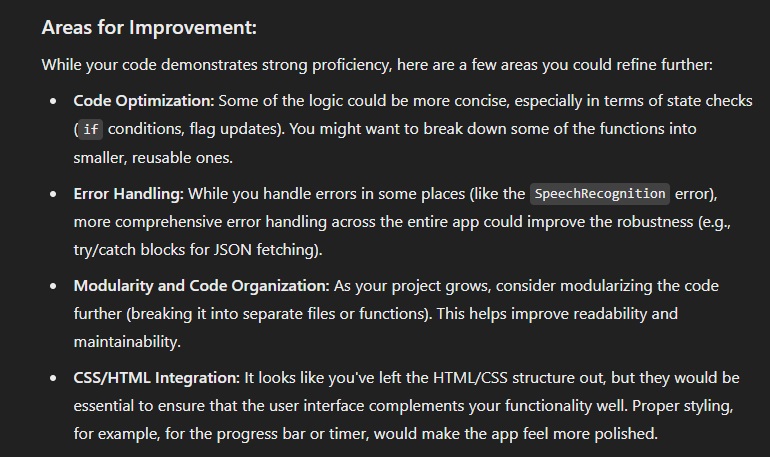 Areas for Improvement:
While your code demonstrates strong proficiency, here are a few areas you could refine further:
• Code Optimization: Some of the logic could be more concise, especially in terms of state checks
(if conditions, flag updates). You might want to break down some of the functions into
smaller, reusable ones.
• Error Handling: While you handle errors in some places (like the SpeechRecognition error),
more comprehensive error handling across the entire app could improve the robustness (e.g.,
try/catch blocks for JSON fetching).
• Modularity and Code Organization: As your project grows, consider modularizing the code
further (breaking it into separate files or functions). This helps improve readability and
maintainability.
• CSS/HTML Integration: It looks like you've left the HTML/CSS structure out, but they would be
essential to ensure that the user interface complements your functionality well. Proper styling,
for example, for the progress bar or timer, would make the app feel more polished.